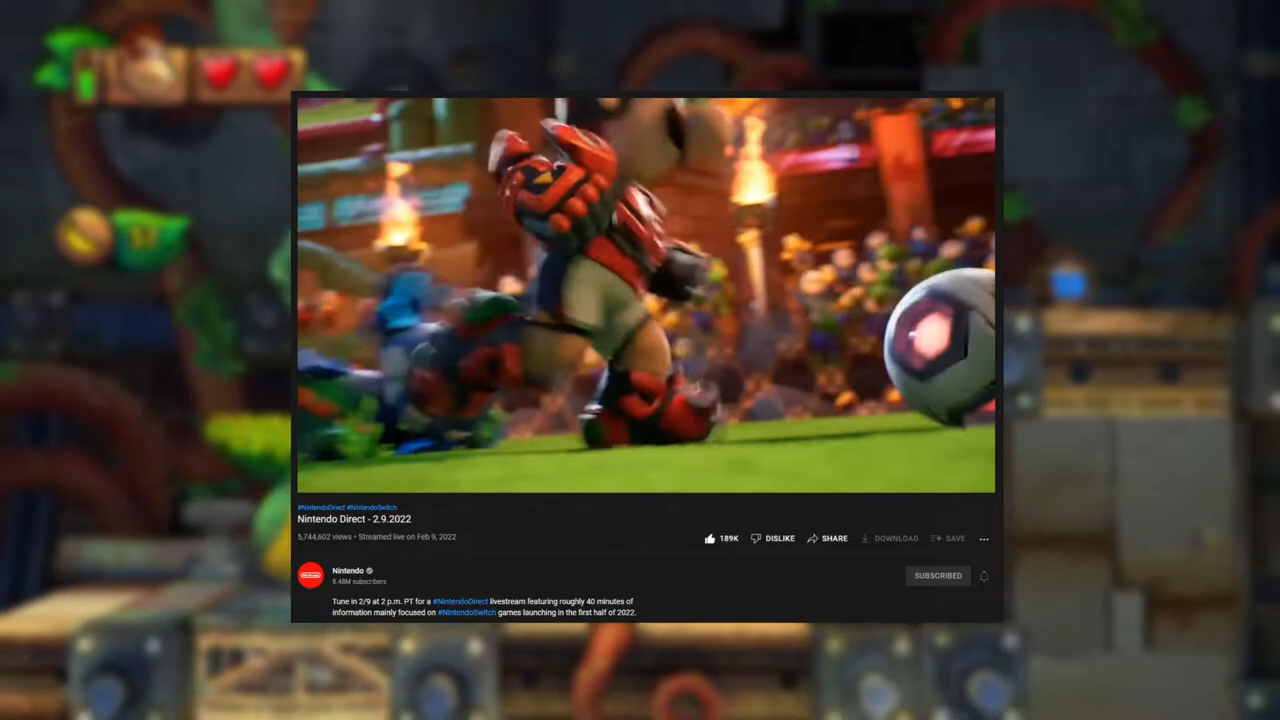 #NintendoDirect #NintendoSwitch
Nintendo Direct - 2.9.2022
5,744,602 views • Streamed live on Feb 9, 2022
189K DISLIKE SHARE DOWNLOAD SAVE
Nintendo
8.48M subscribers
SUBSCRIBED
Tune in 2/9 at 2 p.m. PT for a #NintendoDirect livestream featuring roughly 40 minutes of
information mainly focused on #NintendoSwitch games launching in the first half of 2022.